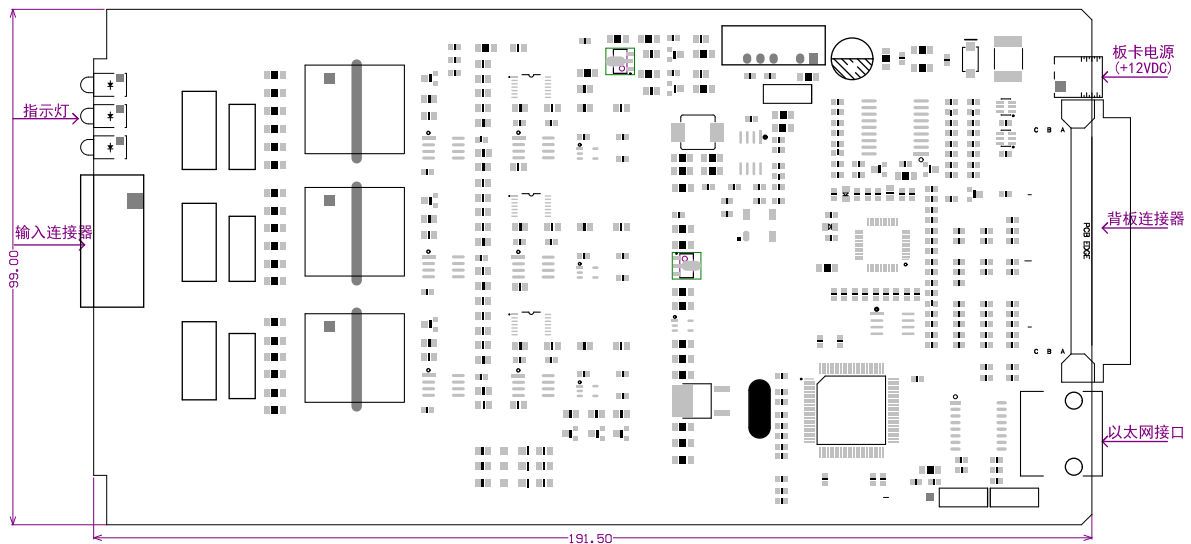 板卡电源
(+12VDC)
指示灯
C B A
输入连接器
背板连接器
PCB EDGE
99.00
C B A
以太网接口
191.50